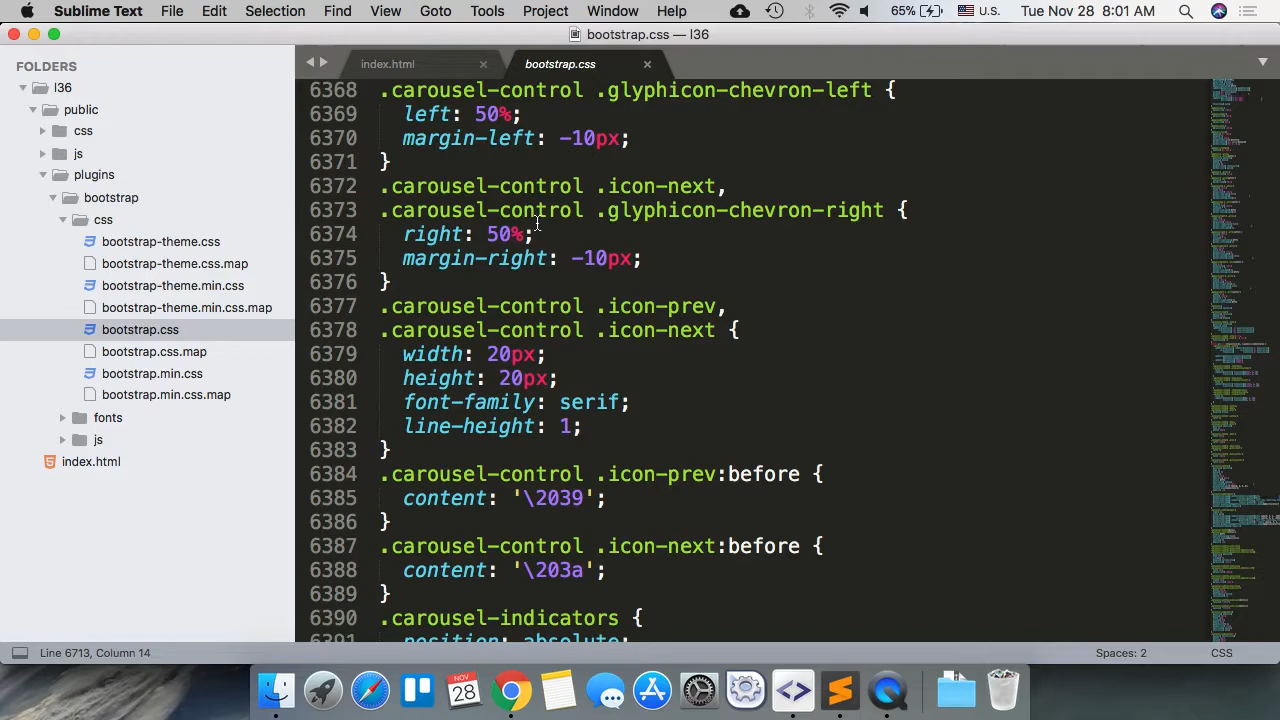 Sublime Text File Edit Selection Find View Goto Tools Project Window Help 65% U.S. Tue Nov 28 8:01 AM
bootstrap.css — l36
FOLDERS
l36
public
css
js
plugins
bootstrap
css
bootstrap-theme.css
bootstrap-theme.css.map
bootstrap-theme.min.css
bootstrap-theme.min.css.map
bootstrap.css
bootstrap.css.map
bootstrap.min.css
bootstrap.min.css.map
fonts
js
index.html
index.html bootstrap.css
6368 .carousel-control .glyphicon-chevron-left {
6369 left: 50%;
6370 margin-left: -10px;
6371 }
6372 .carousel-control .icon-next,
6373 .carousel-control .glyphicon-chevron-right {
6374 right: 50%;
6375 margin-right: -10px;
6376 }
6377 .carousel-control .icon-prev,
6378 .carousel-control .icon-next {
6379 width: 20px;
6380 height: 20px;
6381 font-family: serif;
6382 line-height: 1;
6383 }
6384 .carousel-control .icon-prev:before {
6385 content: '\2039';
6386 }
6387 .carousel-control .icon-next:before {
6388 content: '\203a';
6389 }
6390 .carousel-indicators {
6391 position: absolute;
Line 6713, Column 14 Spaces: 2 CSS
NOV
28